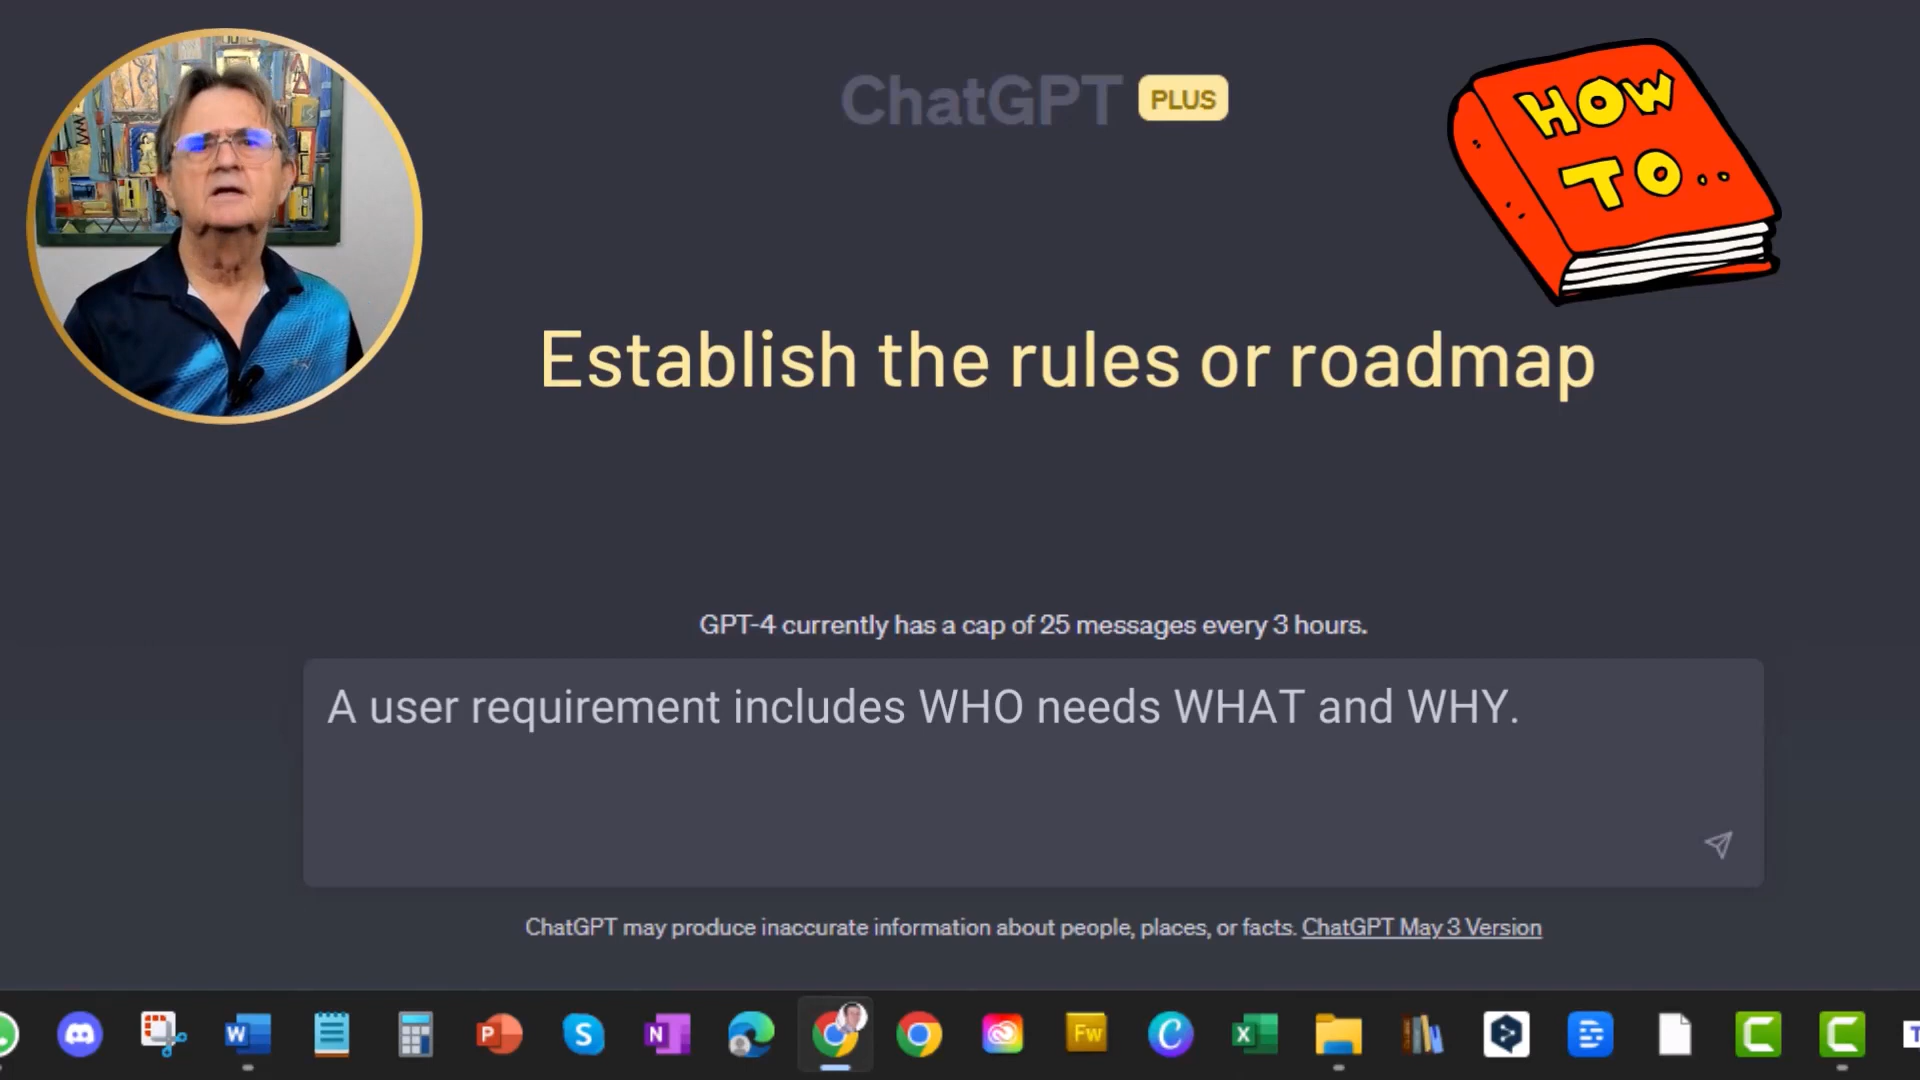 ChatGPT PLUS
HOW
TO..
Establish the rules or roadmap
GPT-4 currently has a cap of 25 messages every 3 hours.
A user requirement includes WHO needs WHAT and WHY.
ChatGPT may produce inaccurate information about people, places, or facts. ChatGPT May 3 Version
W P S N Fw C X C C T